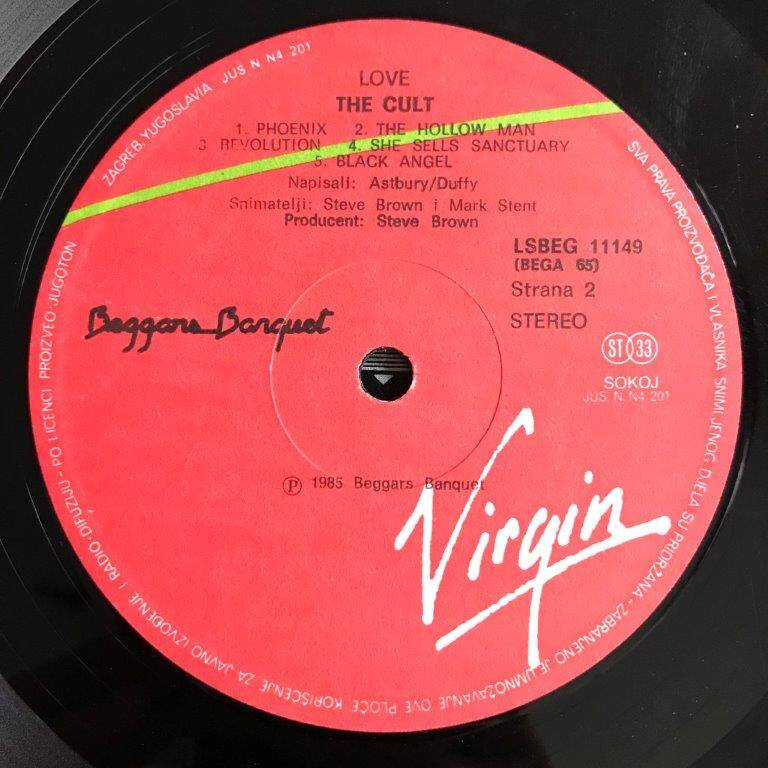 LOVE
THE CULT
1. PHOENIX 2. THE HOLLOW MAN
3. REVOLUTION 4. SHE SELLS SANCTUARY
5. BLACK ANGEL
Napisali: Astbury/Duffy
Snimatelji: Steve Brown i Mark Stent
Producent: Steve Brown
LSBEG 11149
(BEGA 65)
Strana 2
STEREO
Beggars Banquet
ST 33
SOKOJ
JUS. N. N4 201
Ⓟ 1985 Beggars Banquet
Virgin
SVA PRAVA PROIZVOĐAČA I VLASNIKA SNIMLJENOG DJELA SU PRIDRŽANA - ZABRANJENO JE UMNOŽAVANJE OVE PLOČE, KORIŠĆENJE ZA JAVNO IZVOĐENJE I RADIO-DIFUZIJU - PO LICENCI PROIZVEO JUGOTON
ZAGREB. YUGOSLAVIA JUS N N4 201